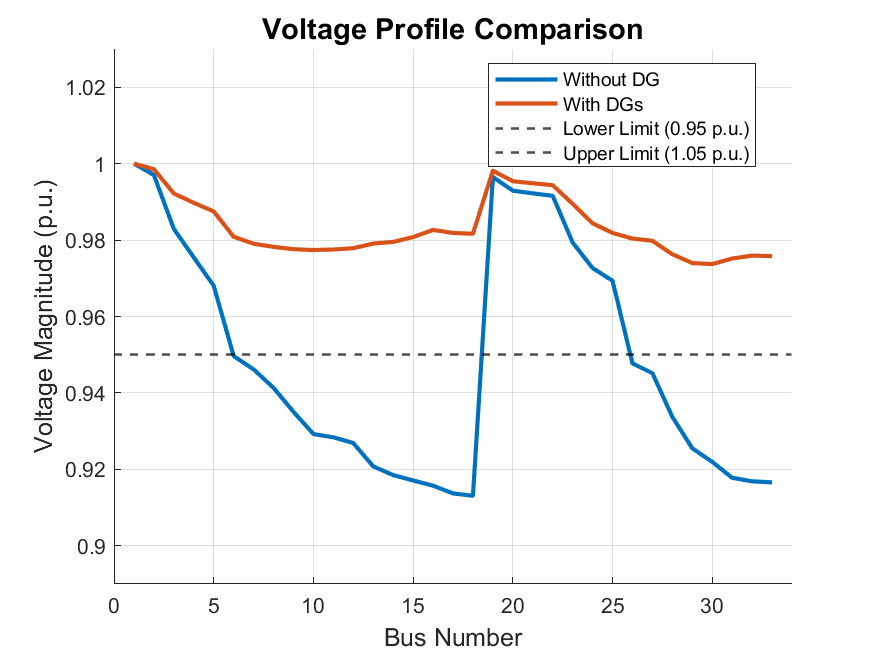 Voltage Profile Comparison
Without DG
With DGs
Lower Limit (0.95 p.u.)
Upper Limit (1.05 p.u.)
Voltage Magnitude (p.u.)
1.02
1
0.98
0.96
0.94
0.92
0.9
0 5 10 15 20 25 30
Bus Number